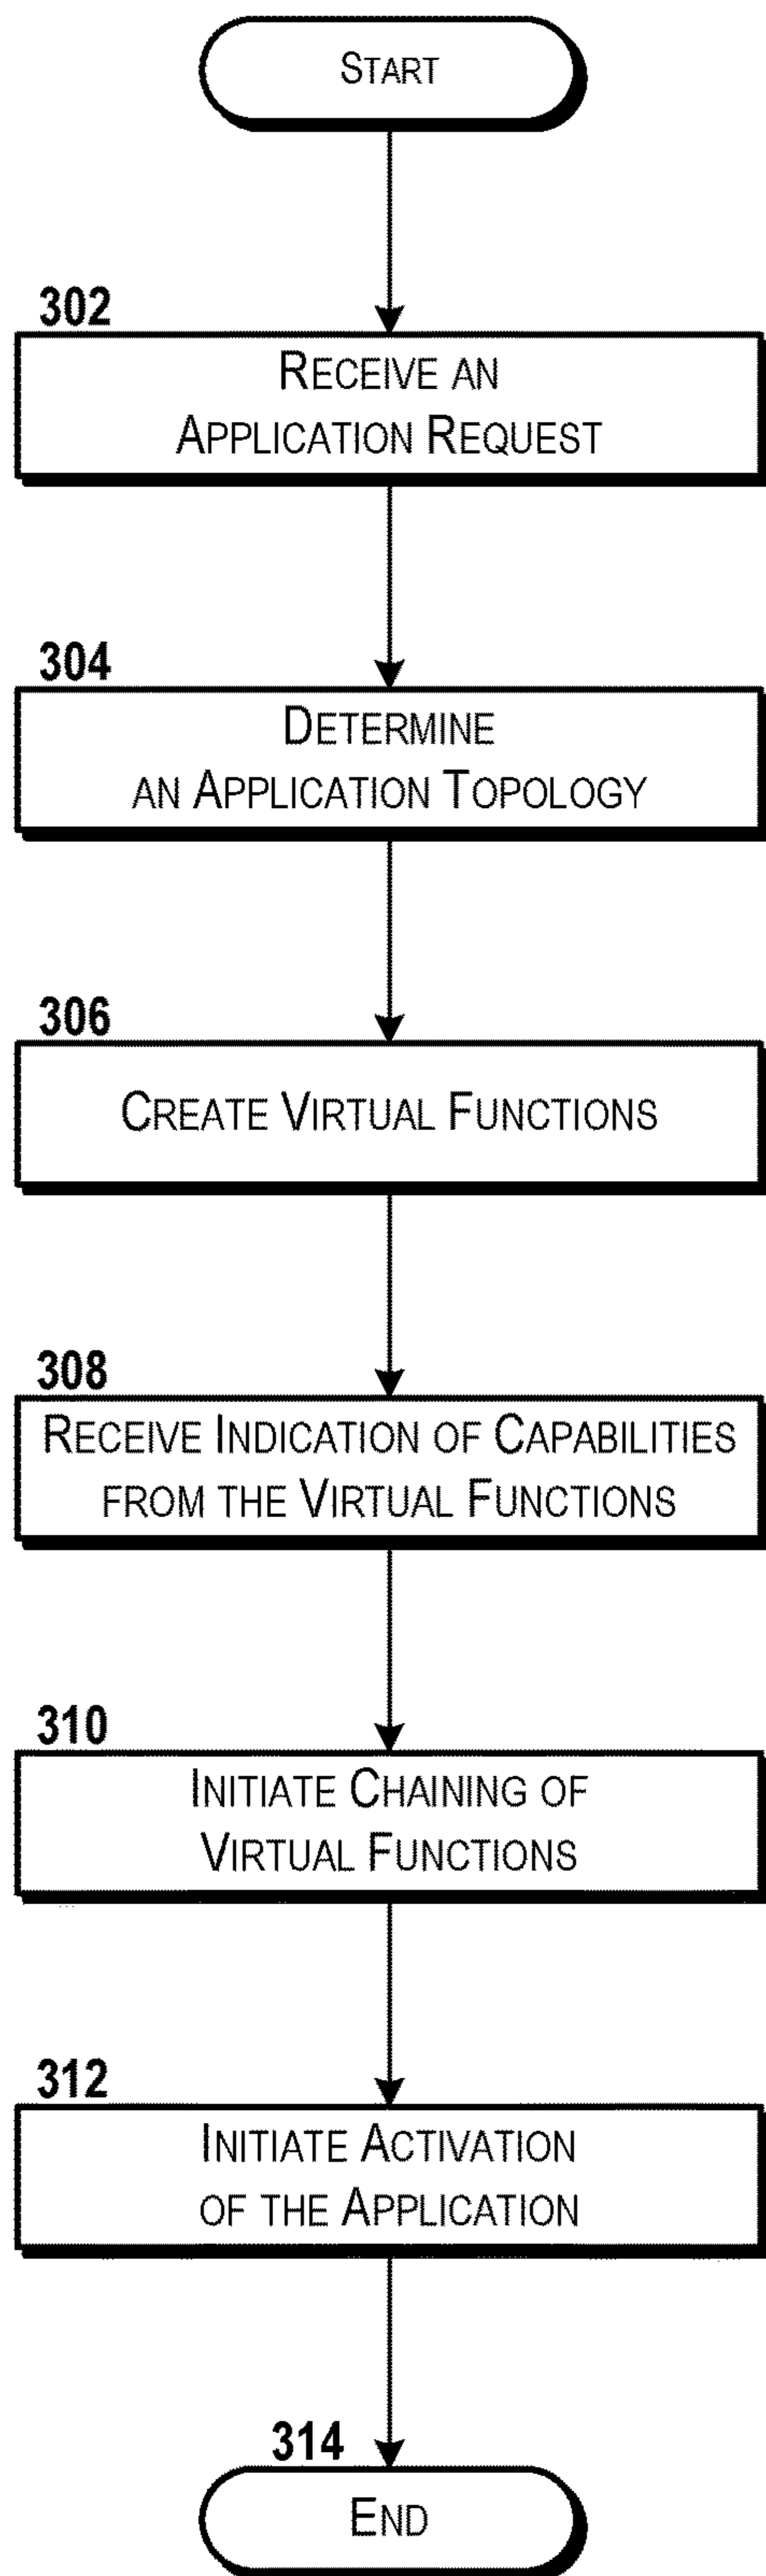 START
302
RECEIVE AN
APPLICATION REQUEST
304
DETERMINE
AN APPLICATION TOPOLOGY
306
CREATE VIRTUAL FUNCTIONS
308
RECEIVE INDICATION OF CAPABILITIES
FROM THE VIRTUAL FUNCTIONS
310
INITIATE CHAINING OF
VIRTUAL FUNCTIONS
312
INITIATE ACTIVATION
OF THE APPLICATION
314
END